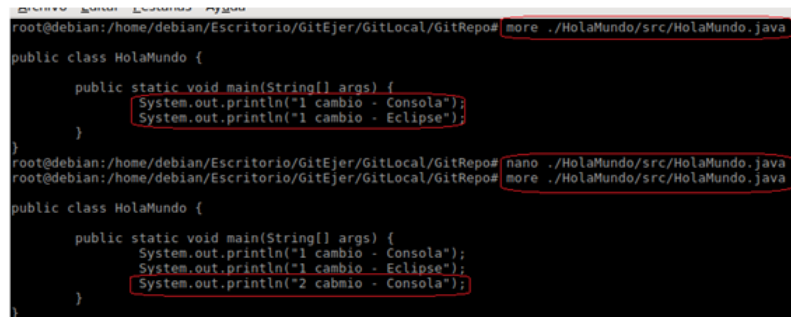 Archivo Editar Pestañas Ayuda
root@debian:/home/debian/Escritorio/GitEjer/GitLocal/GitRepo# more ./HolaMundo/src/HolaMundo.java
public class HolaMundo {
public static void main(String[] args) {
System.out.println("1 cambio - Consola");
System.out.println("1 cambio - Eclipse");
}
}
root@debian:/home/debian/Escritorio/GitEjer/GitLocal/GitRepo# nano ./HolaMundo/src/HolaMundo.java
root@debian:/home/debian/Escritorio/GitEjer/GitLocal/GitRepo# more ./HolaMundo/src/HolaMundo.java
public class HolaMundo {
public static void main(String[] args) {
System.out.println("1 cambio - Consola");
System.out.println("1 cambio - Eclipse");
System.out.println("2 cabmio - Consola");
}
}